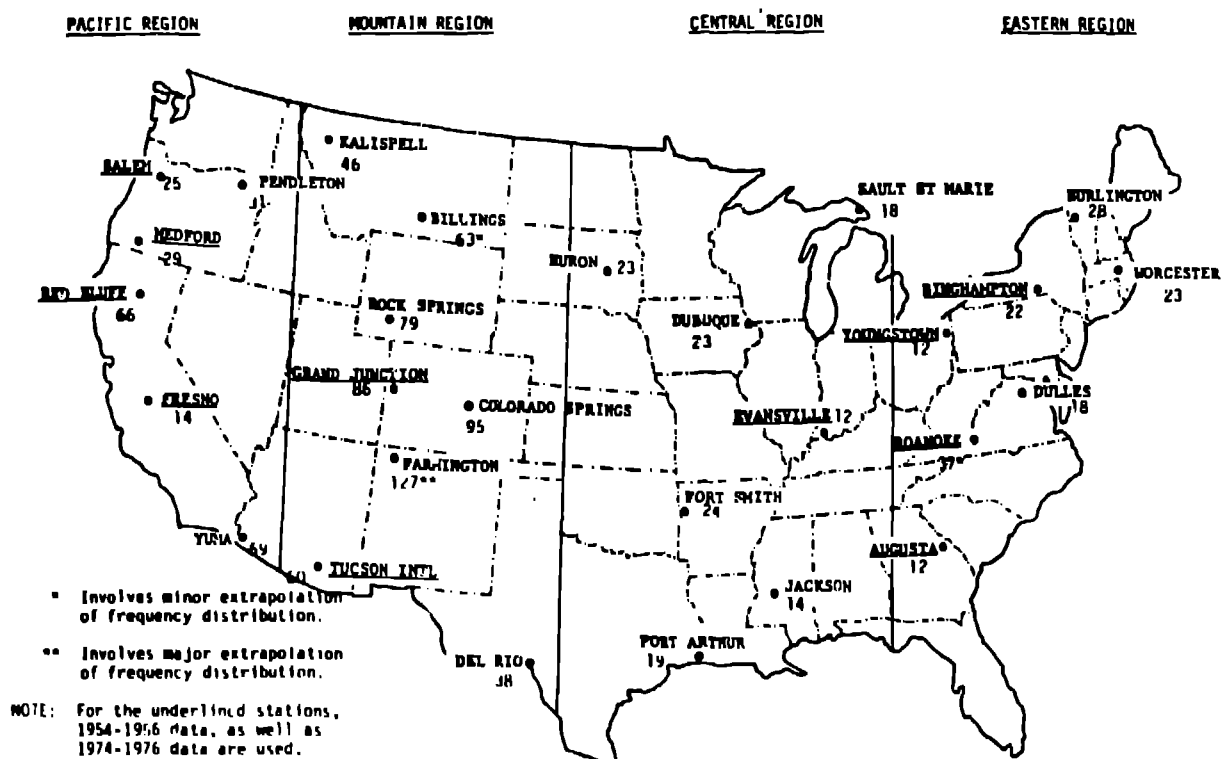 PACIFIC REGION MOUNTAIN REGION CENTRAL REGION EASTERN REGION
KALISPELL
46
SALEM
25
PENDLETON
SAULT ST MARIE
18
BURLINGTON
28
BILLINGS
63*
MEDFORD
29
HURON 23
WORCESTER
23
RED BLUFF
66
BINGHAMPTON
22
ROCK SPRINGS
79
DUBUQUE
23
YOUNGSTOWN
12
GRAND JUNCTION
86
DULLES
18
FRESNO
14
COLORADO SPRINGS
95
EVANSVILLE 12
ROANOKE
37*
FARMINGTON
127**
FORT SMITH
24
YUMA 69
AUGUSTA
12
TUCSON INTL
JACKSON
14
PORT ARTHUR
19
DEL RIO
* Involves minor extrapolation
of frequency distribution.
** Involves major extrapolation
of frequency distribution.
NOTE: For the underlined stations,
1954-1956 data, as well as
1974-1976 data are used.